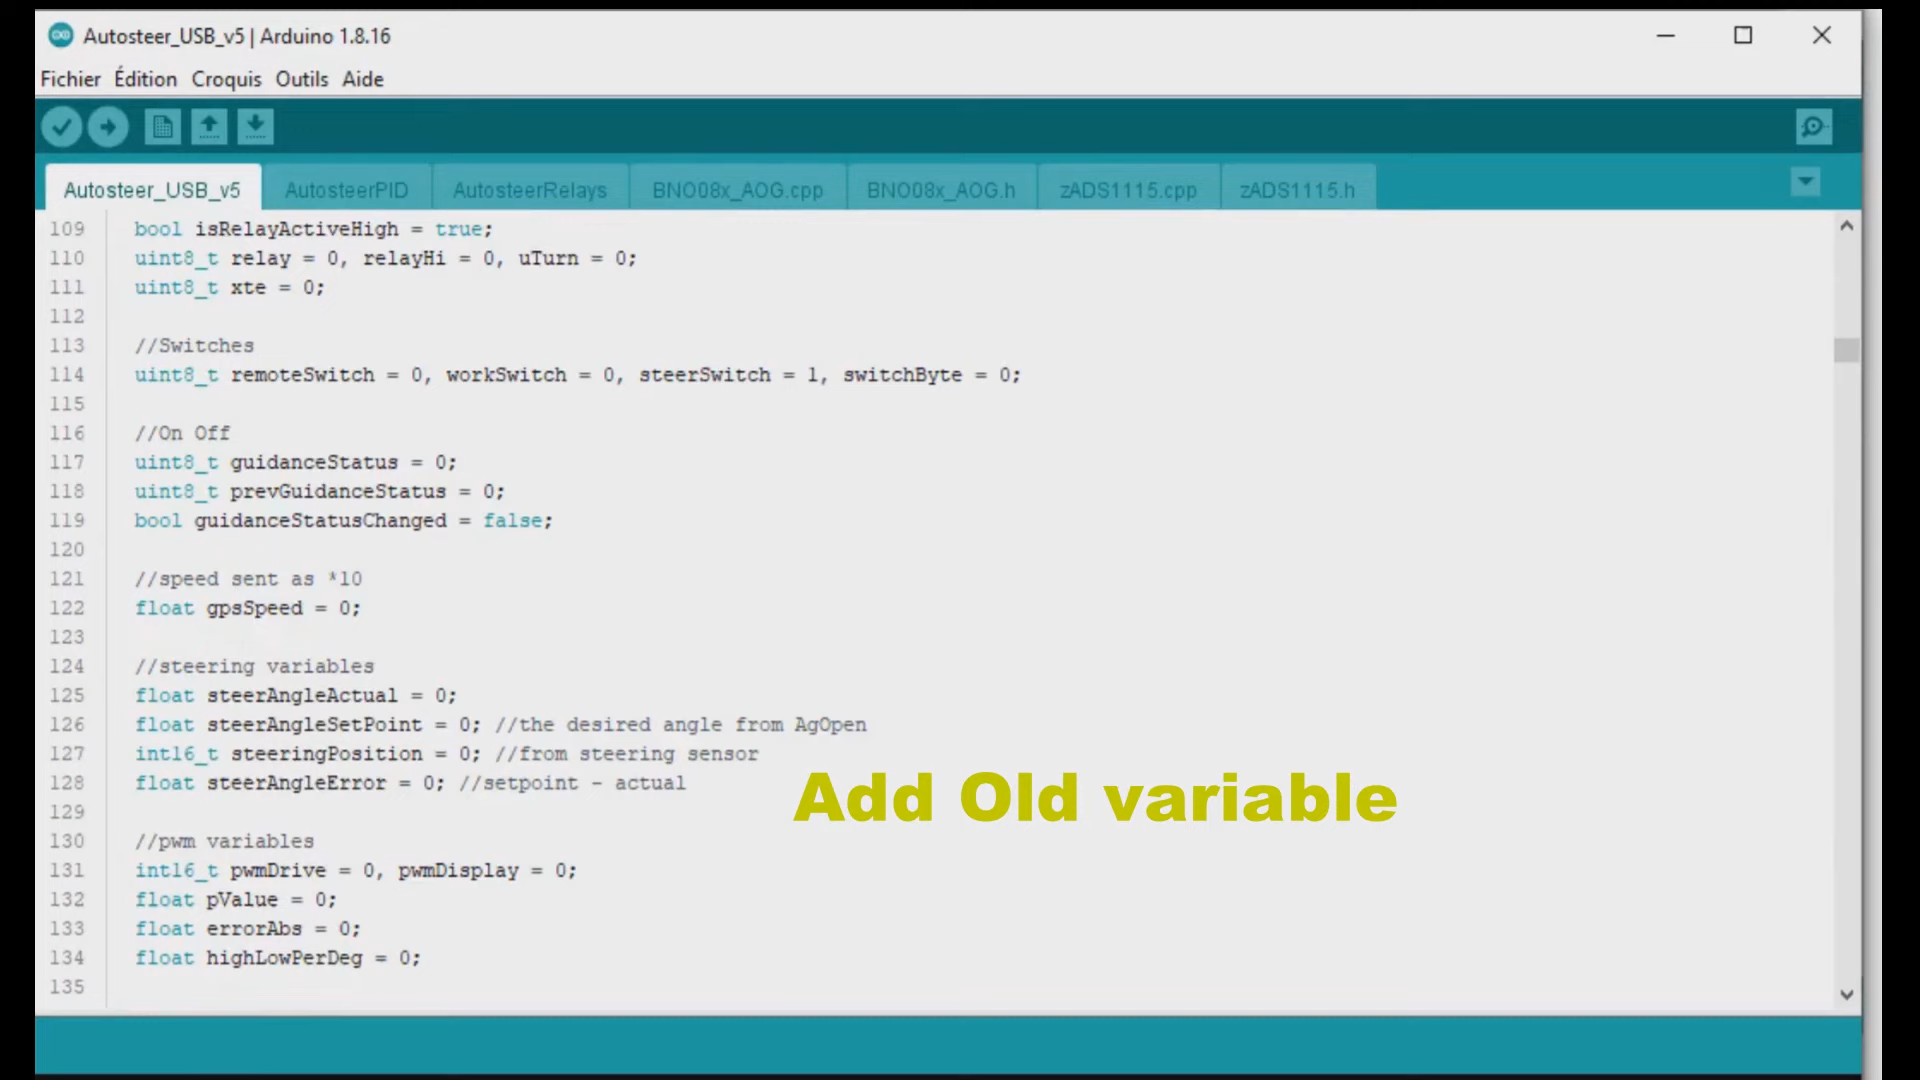 Autosteer_USB_v5 | Arduino 1.8.16
Fichier Édition Croquis Outils Aide
Autosteer_USB_v5 AutosteerPID AutosteerRelays BNO08x_AOG.cpp BNO08x_AOG.h zADS1115.cpp zADS1115.h
109 bool isRelayActiveHigh = true;
110 uint8_t relay = 0, relayHi = 0, uTurn = 0;
111 uint8_t xte = 0;
112
113 //Switches
114 uint8_t remoteSwitch = 0, workSwitch = 0, steerSwitch = 1, switchByte = 0;
115
116 //On Off
117 uint8_t guidanceStatus = 0;
118 uint8_t prevGuidanceStatus = 0;
119 bool guidanceStatusChanged = false;
120
121 //speed sent as *10
122 float gpsSpeed = 0;
123
124 //steering variables
125 float steerAngleActual = 0;
126 float steerAngleSetPoint = 0; //the desired angle from AgOpen
127 int16_t steeringPosition = 0; //from steering sensor
128 float steerAngleError = 0; //setpoint - actual
Add Old variable
129
130 //pwm variables
131 int16_t pwmDrive = 0, pwmDisplay = 0;
132 float pValue = 0;
133 float errorAbs = 0;
134 float highLowPerDeg = 0;
135